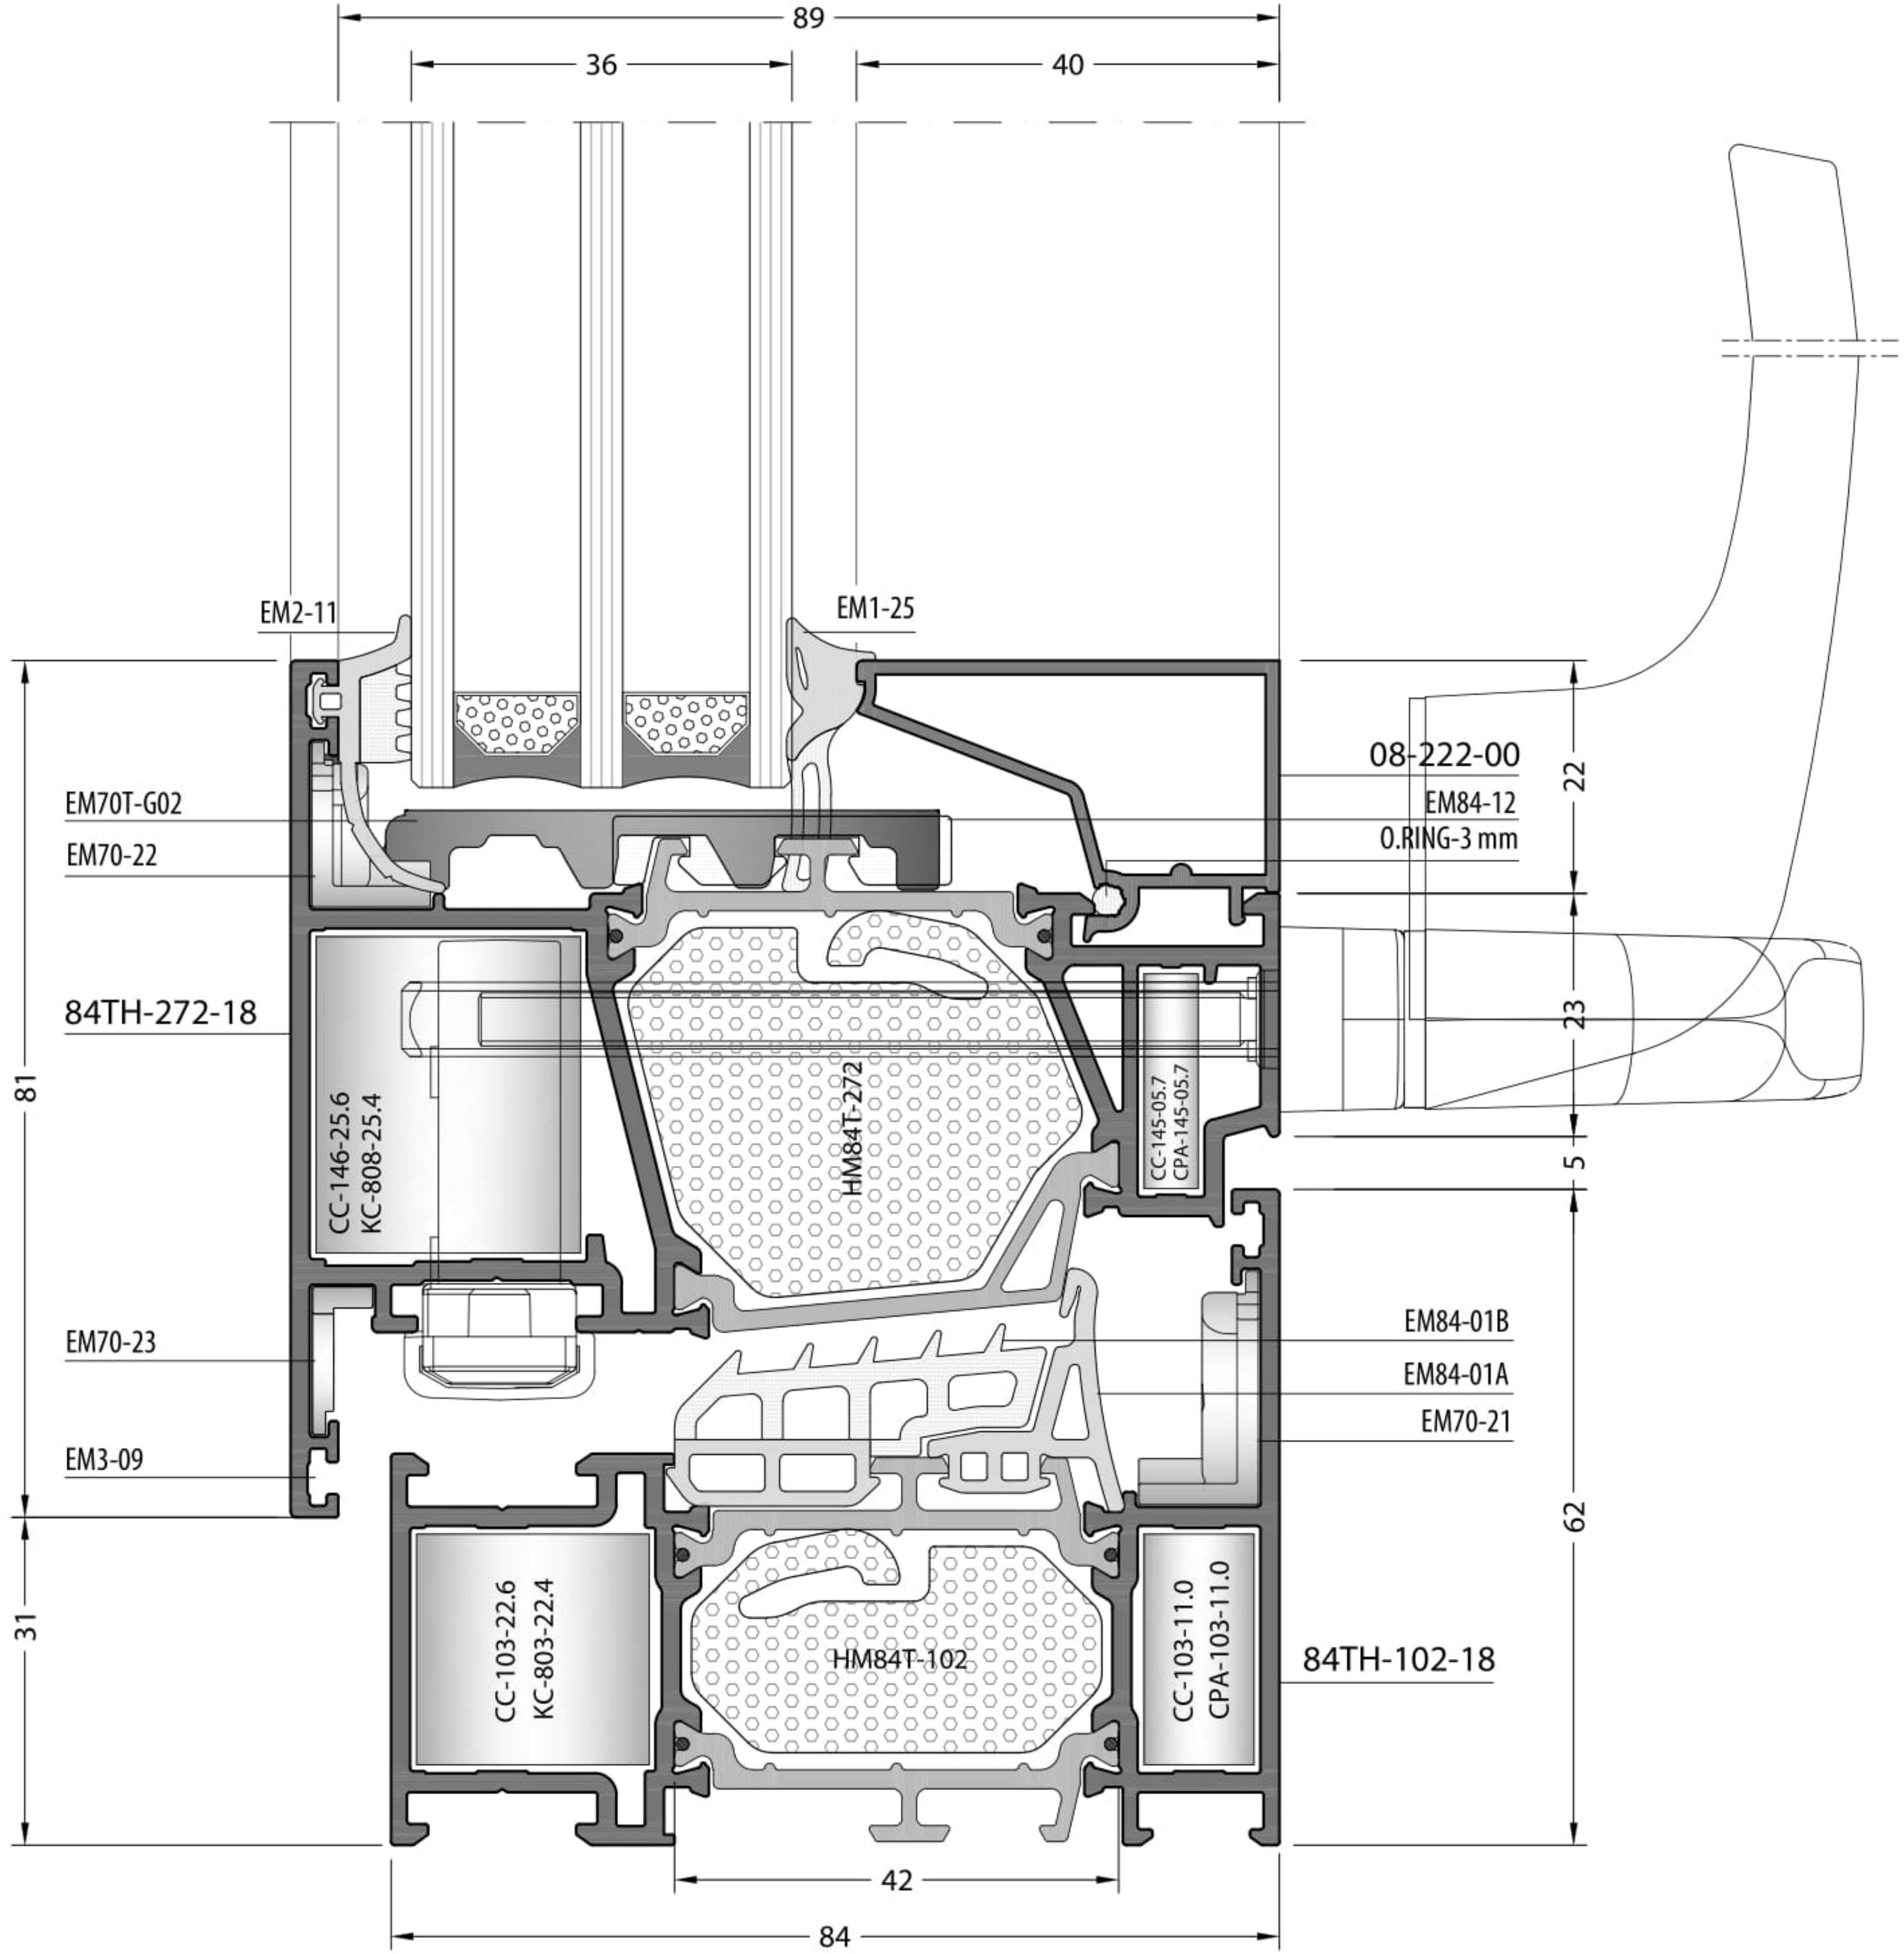 89
36
40
EM2-11
EM1-25
08-222-00
22
EM70T-G02
EM84-12
O.RING-3 mm
EM70-22
84TH-272-18
23
81
CC-146-25.6
KC-808-25.4
HM84T-272
CC-145-05.7
CPA-145-05.7
5
EM84-01B
EM70-23
EM84-01A
EM70-21
EM3-09
62
31
CC-103-22.6
KC-803-22.4
HM84T-102
CC-103-11.0
CPA-103-11.0
84TH-102-18
42
84